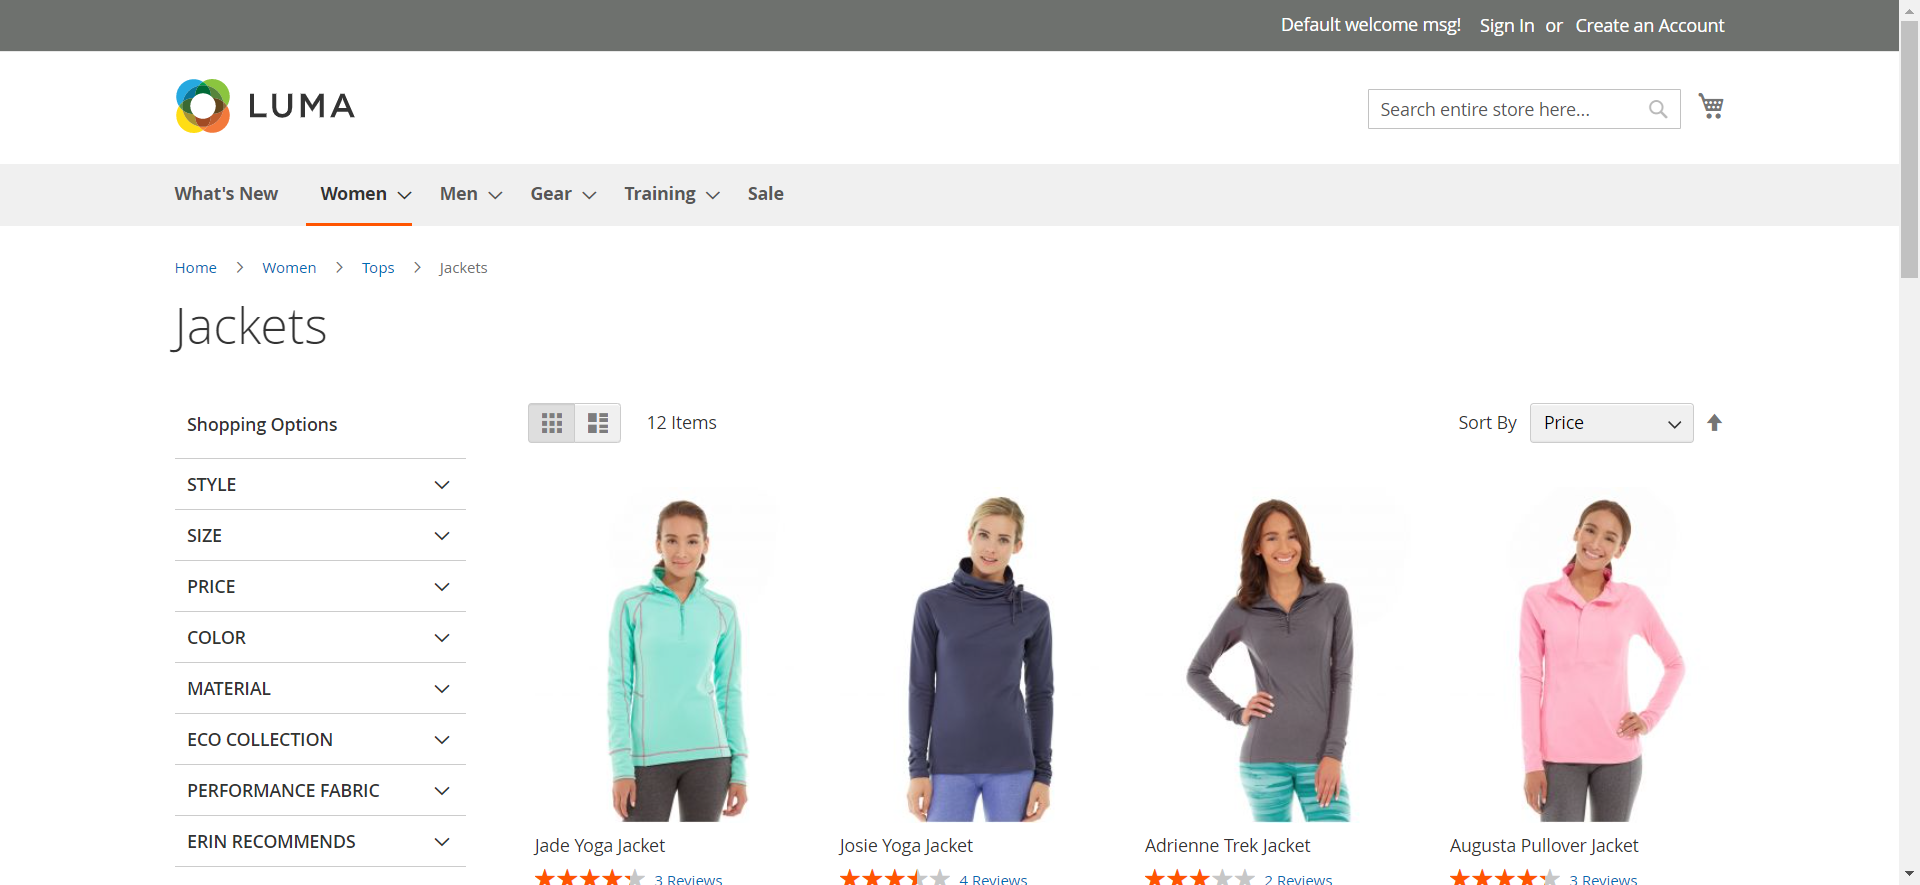 Default welcome msg! Sign In or Create an Account
LUMA
Search entire store here...
What's New Women Men Gear Training Sale
Home Women Tops Jackets
Jackets
Shopping Options
12 Items
Sort By Price
STYLE
SIZE
PRICE
COLOR
MATERIAL
ECO COLLECTION
PERFORMANCE FABRIC
ERIN RECOMMENDS
Jade Yoga Jacket
3 Reviews
Josie Yoga Jacket
4 Reviews
Adrienne Trek Jacket
2 Reviews
Augusta Pullover Jacket
3 Reviews